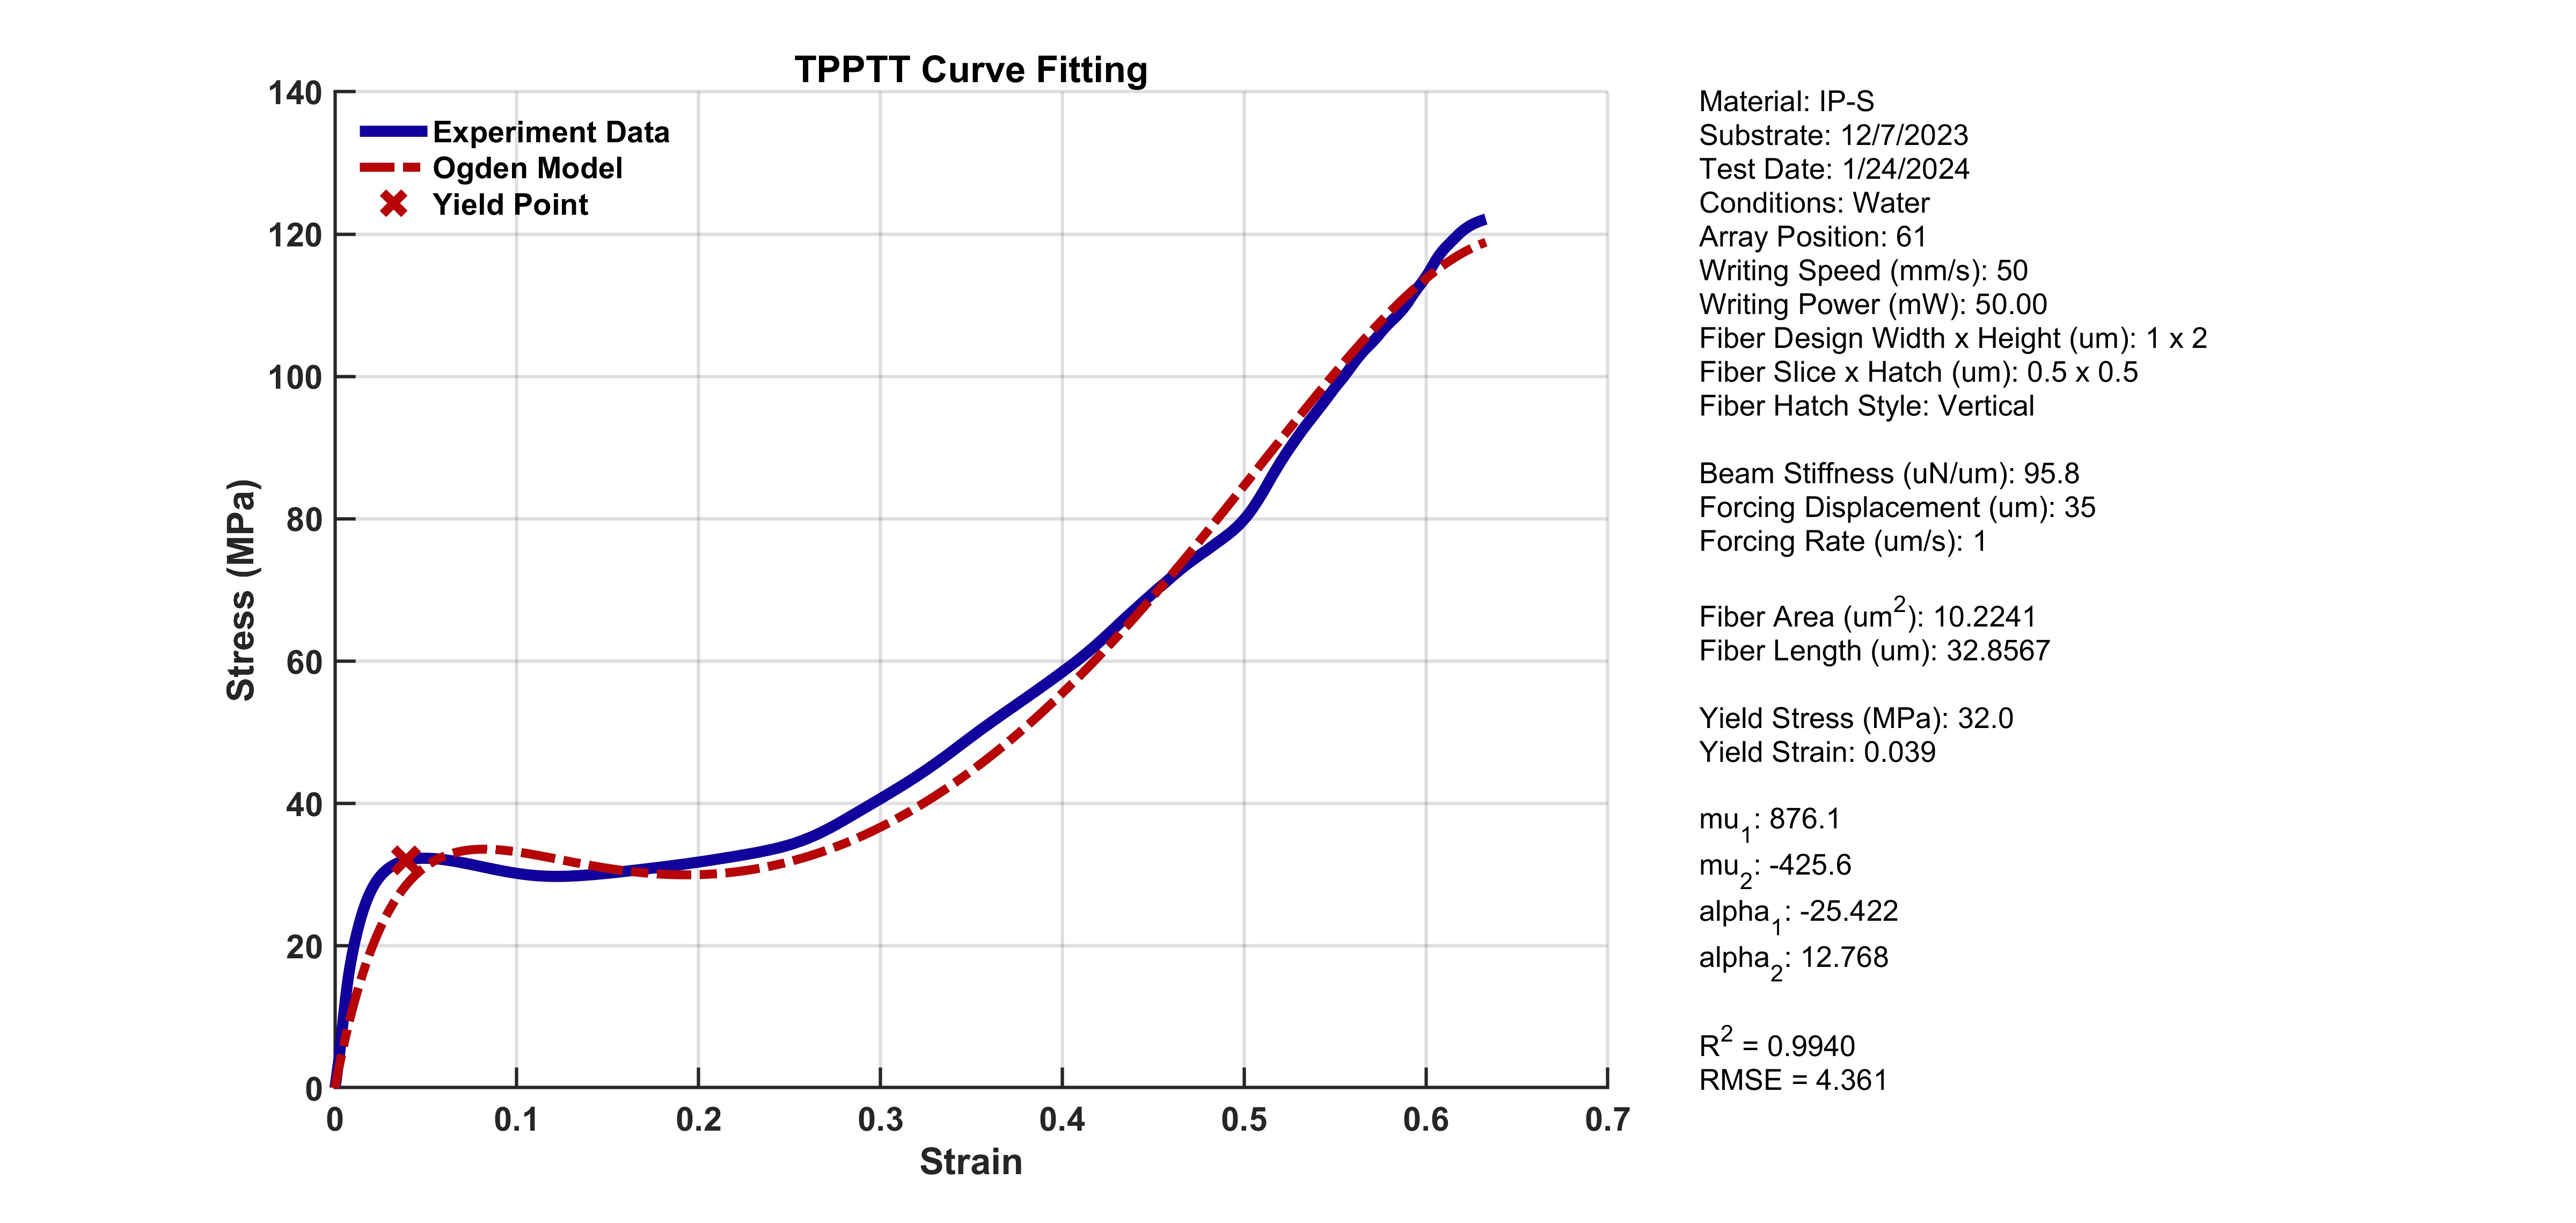 TPPTT Curve Fitting
140
120
100
80
60
40
20
0
Stress (MPa)
Experiment Data
Ogden Model
Yield Point
0 0.1 0.2 0.3 0.4 0.5 0.6 0.7
Strain
Material: IP-S
Substrate: 12/7/2023
Test Date: 1/24/2024
Conditions: Water
Array Position: 61
Writing Speed (mm/s): 50
Writing Power (mW): 50.00
Fiber Design Width x Height (um): 1 x 2
Fiber Slice x Hatch (um): 0.5 x 0.5
Fiber Hatch Style: Vertical
Beam Stiffness (uN/um): 95.8
Forcing Displacement (um): 35
Forcing Rate (um/s): 1
Fiber Area (um²): 10.2241
Fiber Length (um): 32.8567
Yield Stress (MPa): 32.0
Yield Strain: 0.039
mu₁: 876.1
mu₂: -425.6
alpha₁: -25.422
alpha₂: 12.768
R² = 0.9940
RMSE = 4.361